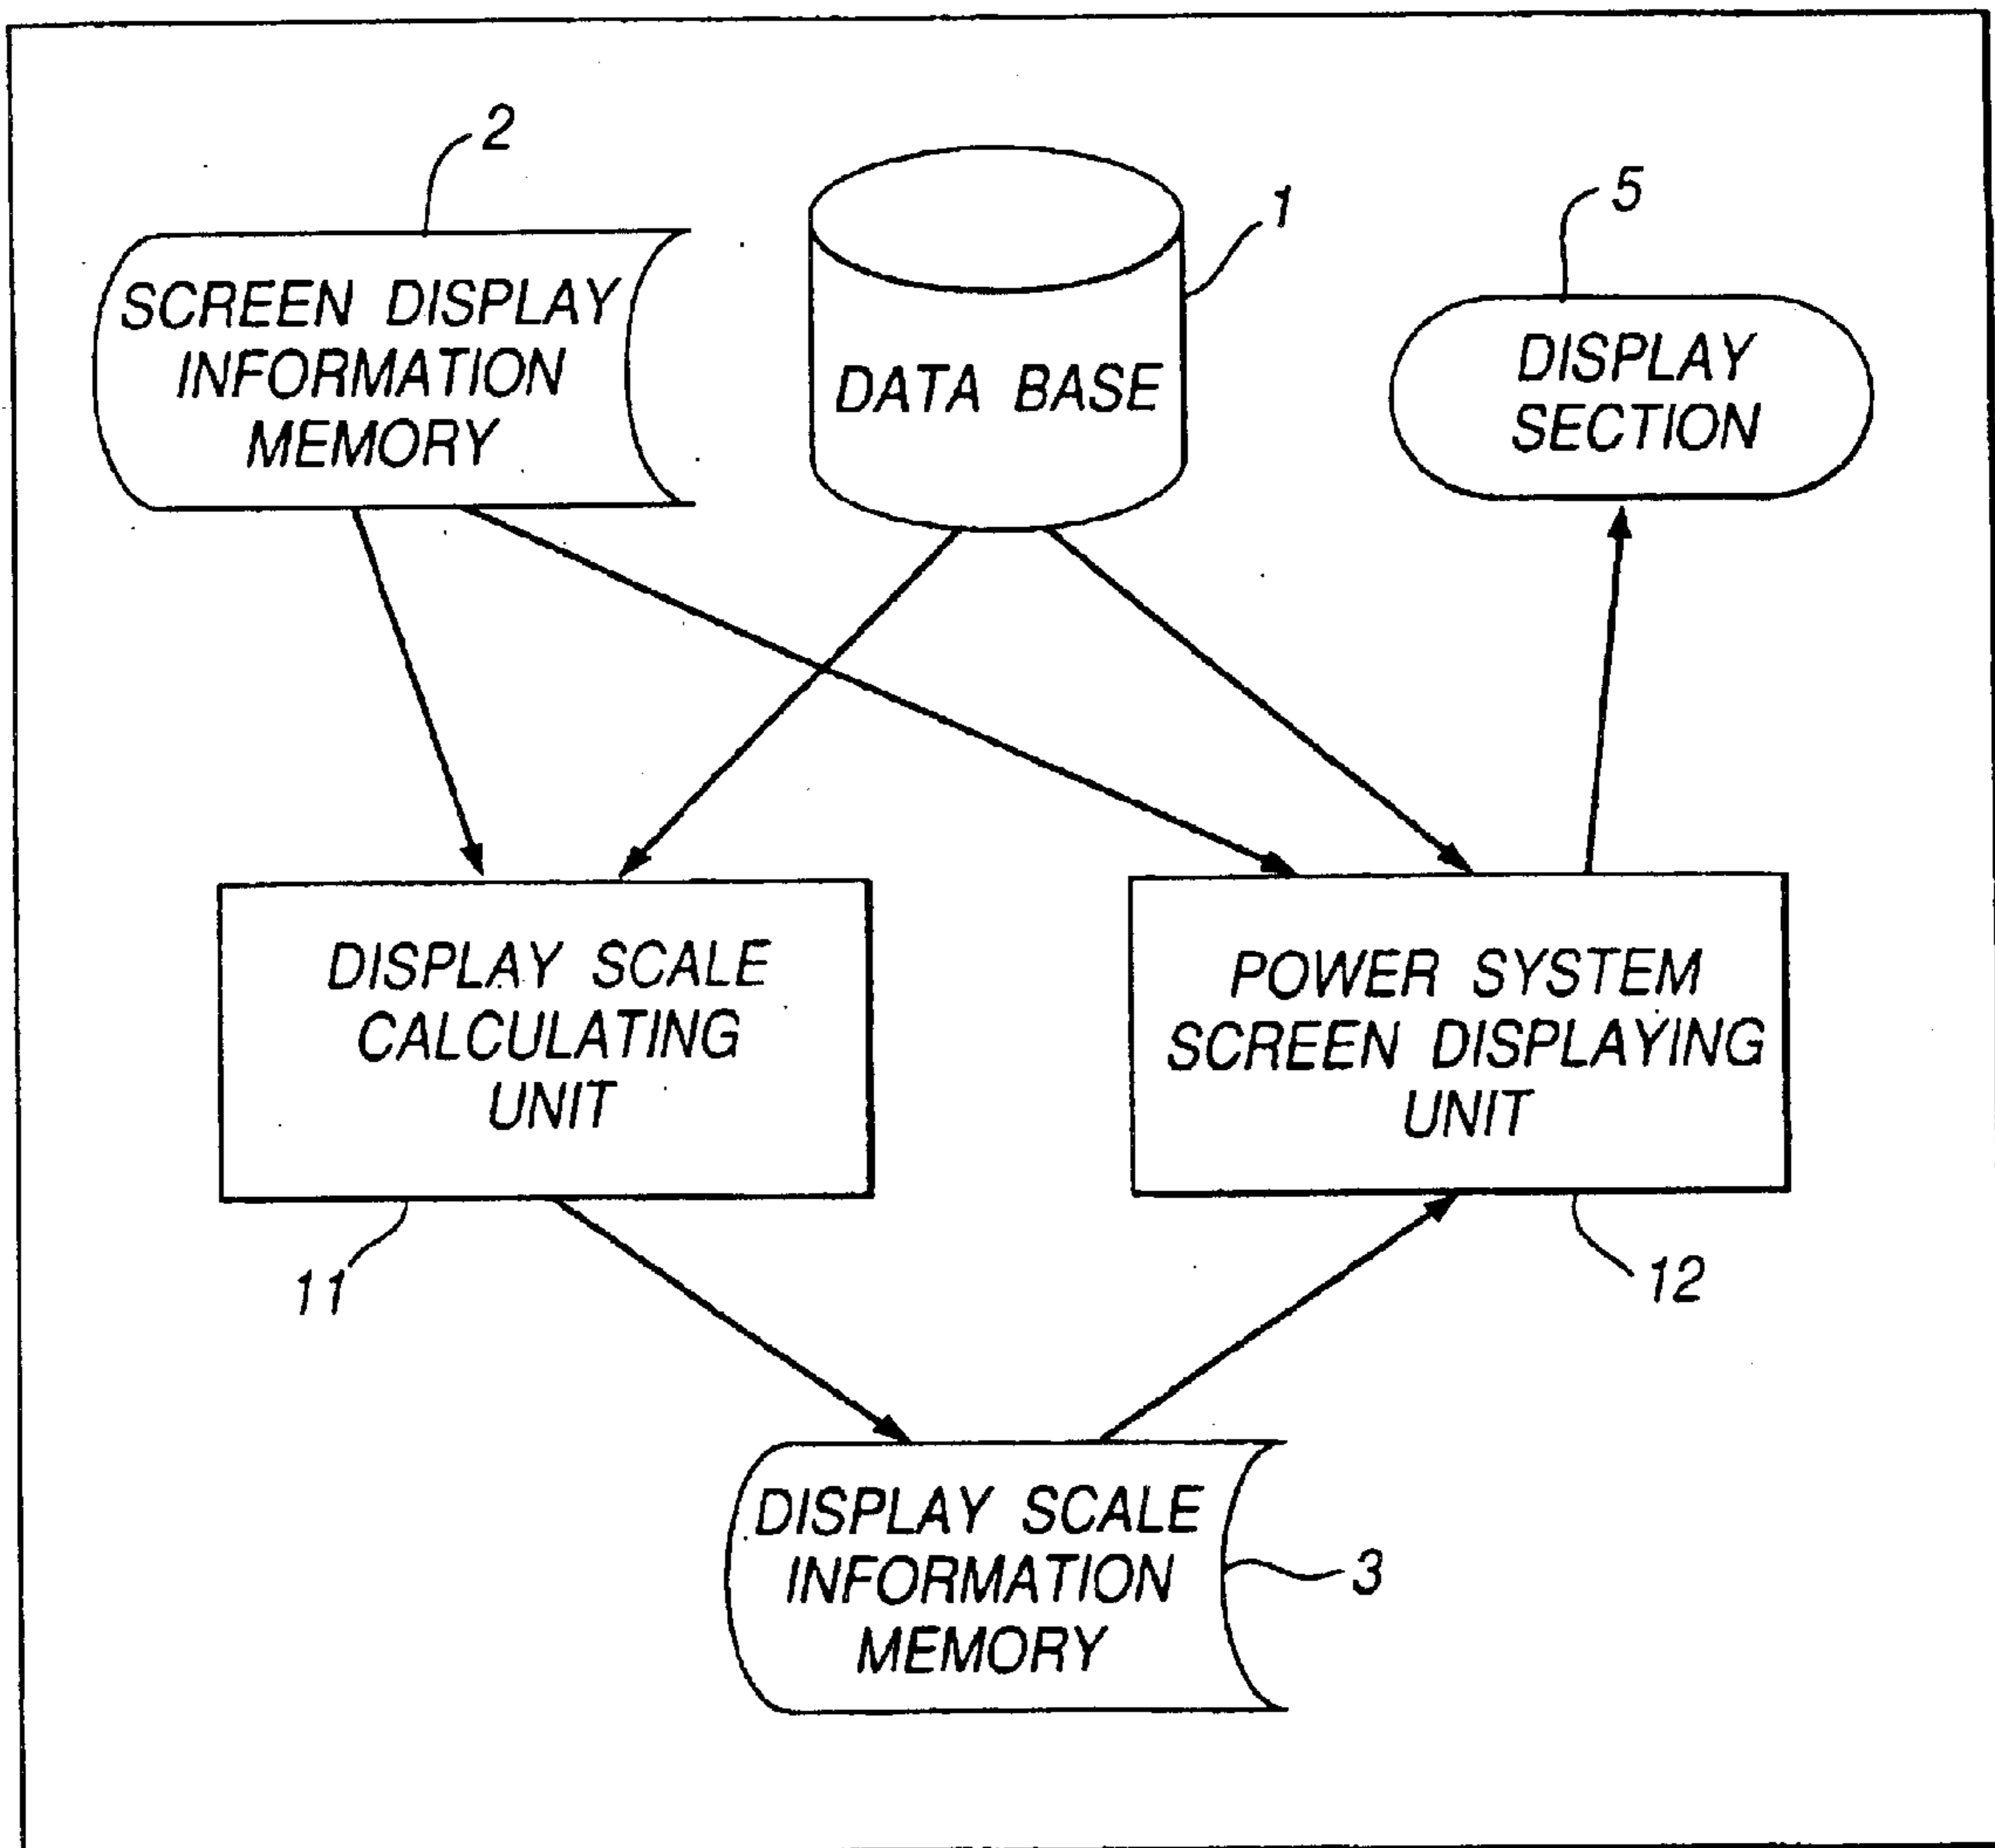 2
1
5
SCREEN DISPLAY
INFORMATION
MEMORY
DATA BASE
DISPLAY
SECTION
DISPLAY SCALE
CALCULATING
UNIT
POWER SYSTEM
SCREEN DISPLAYING
UNIT
11
12
DISPLAY SCALE
INFORMATION
MEMORY
3